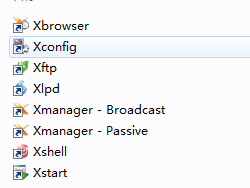 Xbrowser
Xconfig
Xftp
Xlpd
Xmanager - Broadcast
Xmanager - Passive
Xshell
Xstart